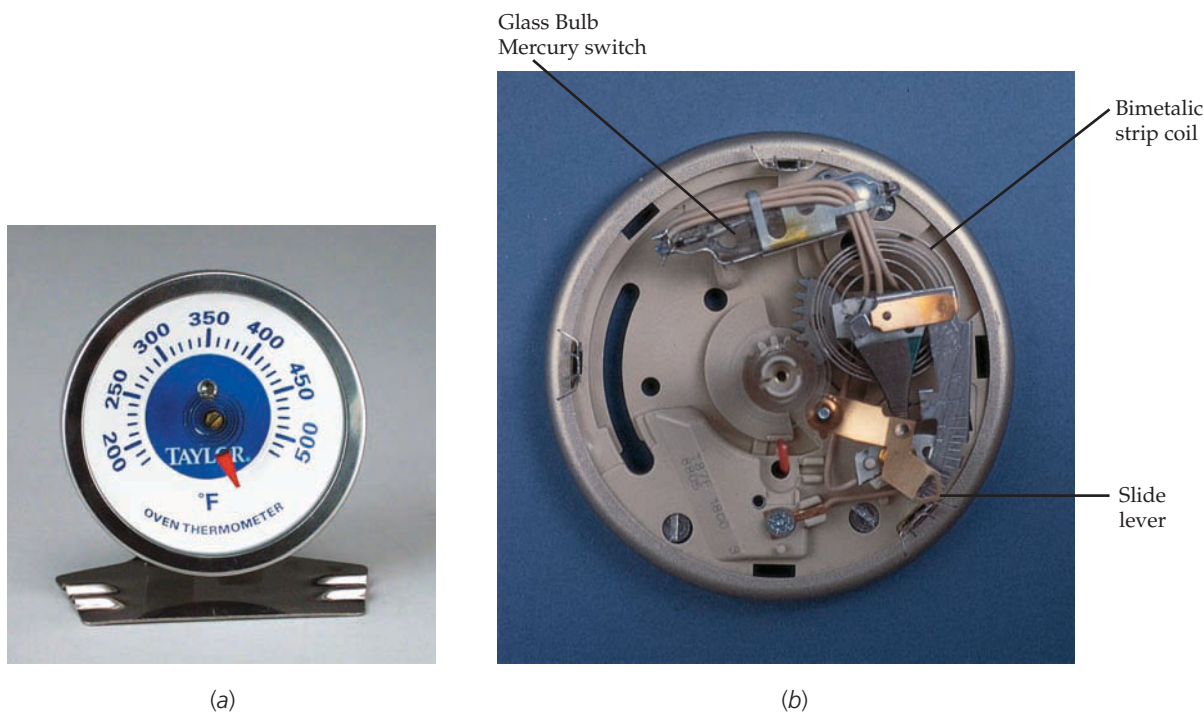 Glass Bulb
Mercury switch
Bimetalic
strip coil
Slide
lever
200
250
300
350
400
450
500
TAYLOR®
°F
OVEN THERMOMETER
(a)
(b)